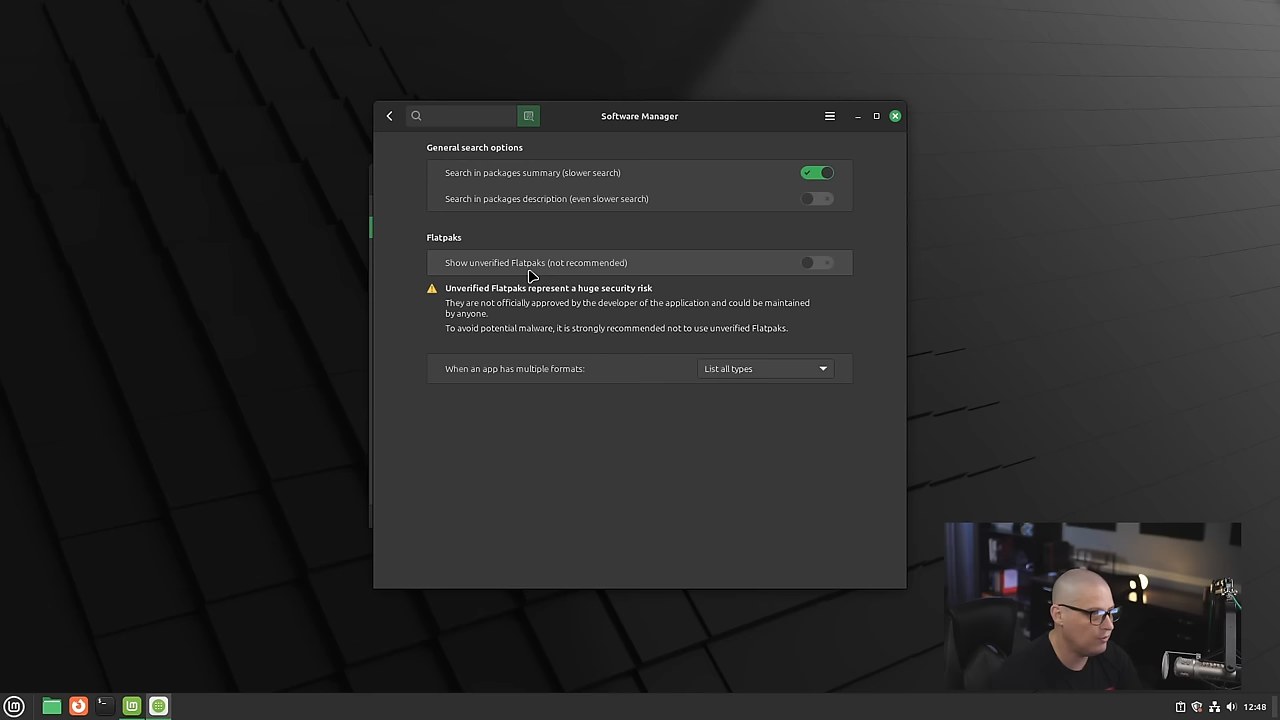 Software Manager
General search options
Search in packages summary (slower search)
Search in packages description (even slower search)
Flatpaks
Show unverified Flatpaks (not recommended)
Unverified Flatpaks represent a huge security risk
They are not officially approved by the developer of the application and could be maintained
by anyone.
To avoid potential malware, it is strongly recommended not to use unverified Flatpaks.
When an app has multiple formats: List all types
12:48